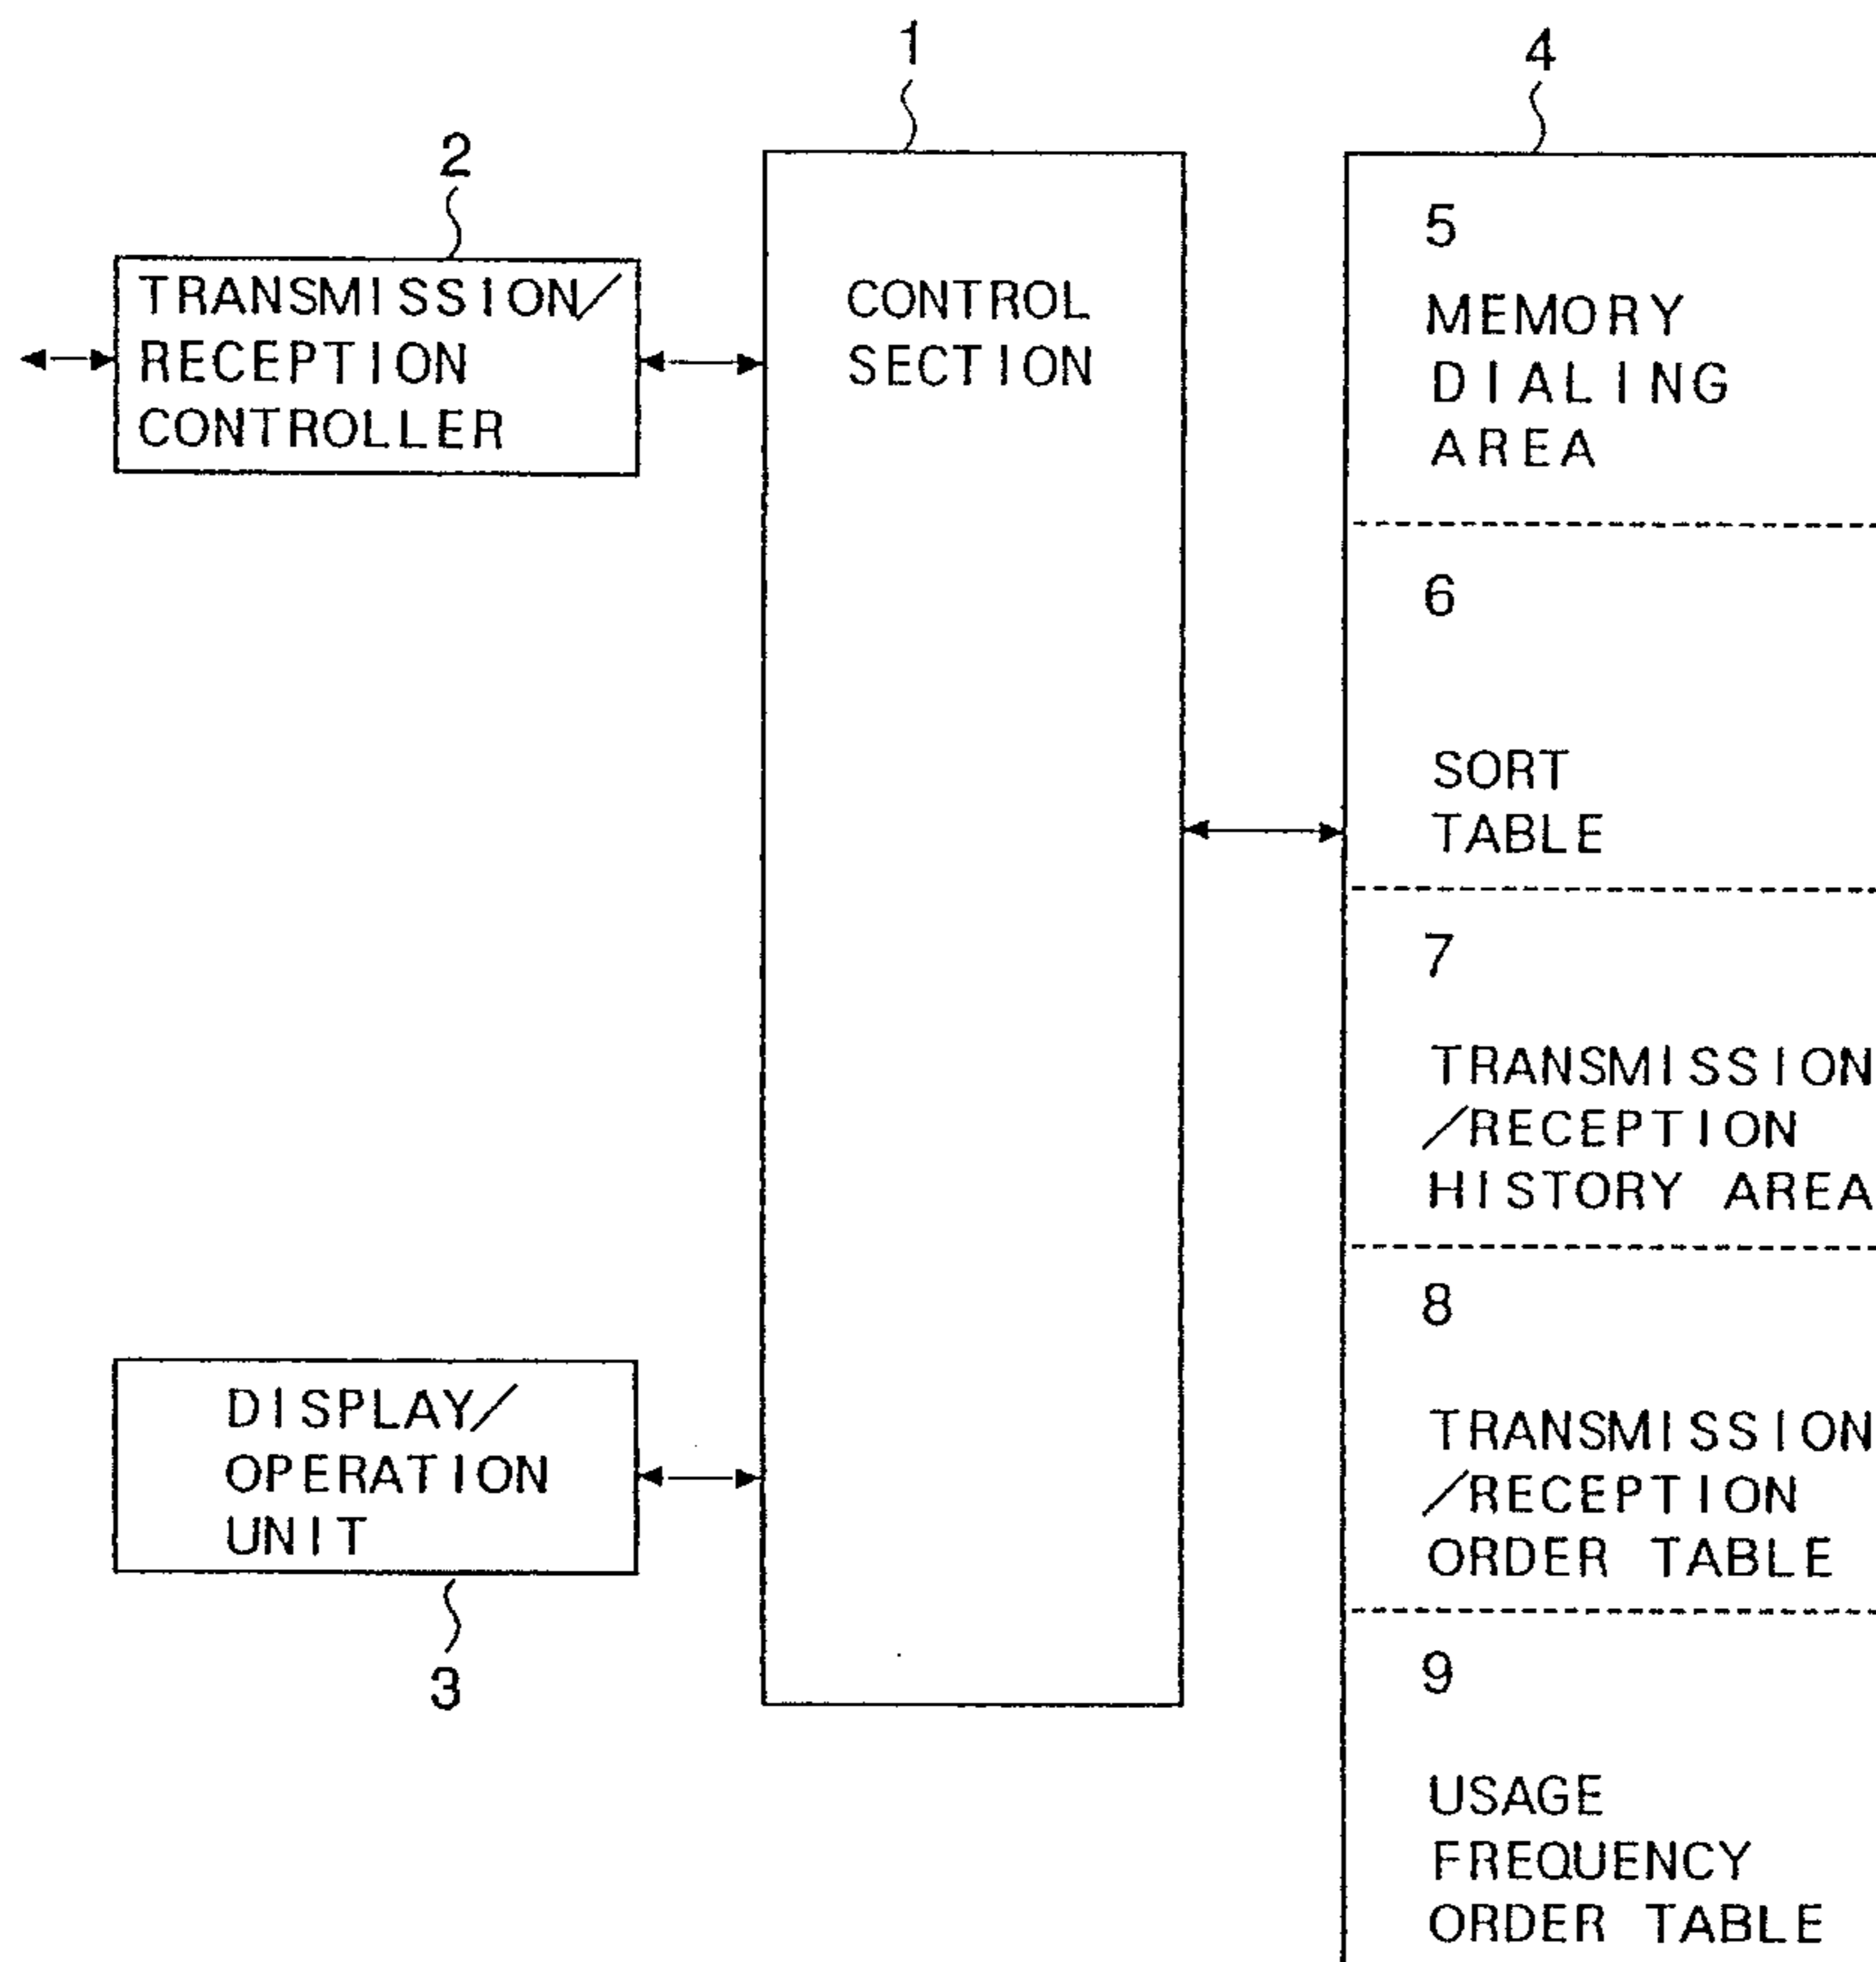 1
4
2
TRANSMISSION/
RECEPTION
CONTROLLER
CONTROL
SECTION
5
MEMORY
DIALING
AREA
6
SORT
TABLE
7
TRANSMISSION
/RECEPTION
HISTORY AREA
8
TRANSMISSION
/RECEPTION
ORDER TABLE
DISPLAY/
OPERATION
UNIT
3
9
USAGE
FREQUENCY
ORDER TABLE